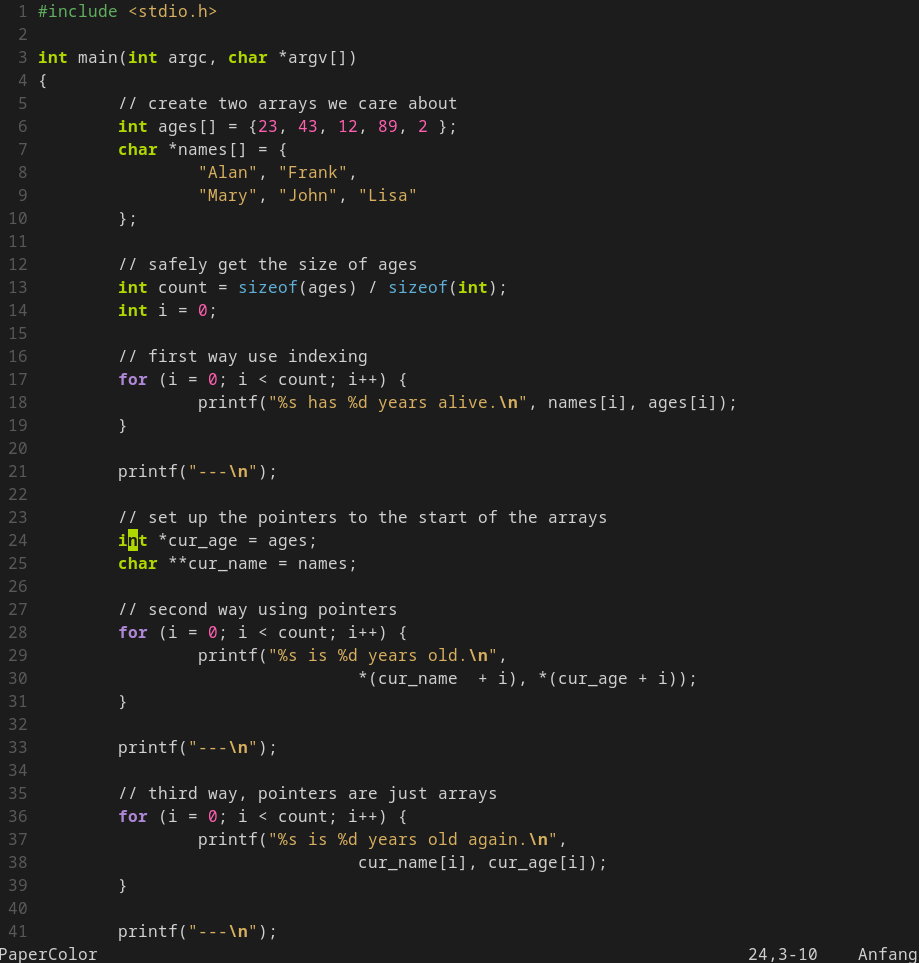 1 #include <stdio.h>
2
3 int main(int argc, char *argv[])
4 {
5         // create two arrays we care about
6         int ages[] = {23, 43, 12, 89, 2 };
7         char *names[] = {
8                 "Alan", "Frank",
9                 "Mary", "John", "Lisa"
10         };
11
12         // safely get the size of ages
13         int count = sizeof(ages) / sizeof(int);
14         int i = 0;
15
16         // first way use indexing
17         for (i = 0; i < count; i++) {
18                 printf("%s has %d years alive.\n", names[i], ages[i]);
19         }
20
21         printf("---\n");
22
23         // set up the pointers to the start of the arrays
24         int *cur_age = ages;
25         char **cur_name = names;
26
27         // second way using pointers
28         for (i = 0; i < count; i++) {
29                 printf("%s is %d years old.\n",
30                                 *(cur_name  + i), *(cur_age + i));
31         }
32
33         printf("---\n");
34
35         // third way, pointers are just arrays
36         for (i = 0; i < count; i++) {
37                 printf("%s is %d years old again.\n",
38                                 cur_name[i], cur_age[i]);
39         }
40
41         printf("---\n");
PaperColor 24,3-10 Anfang